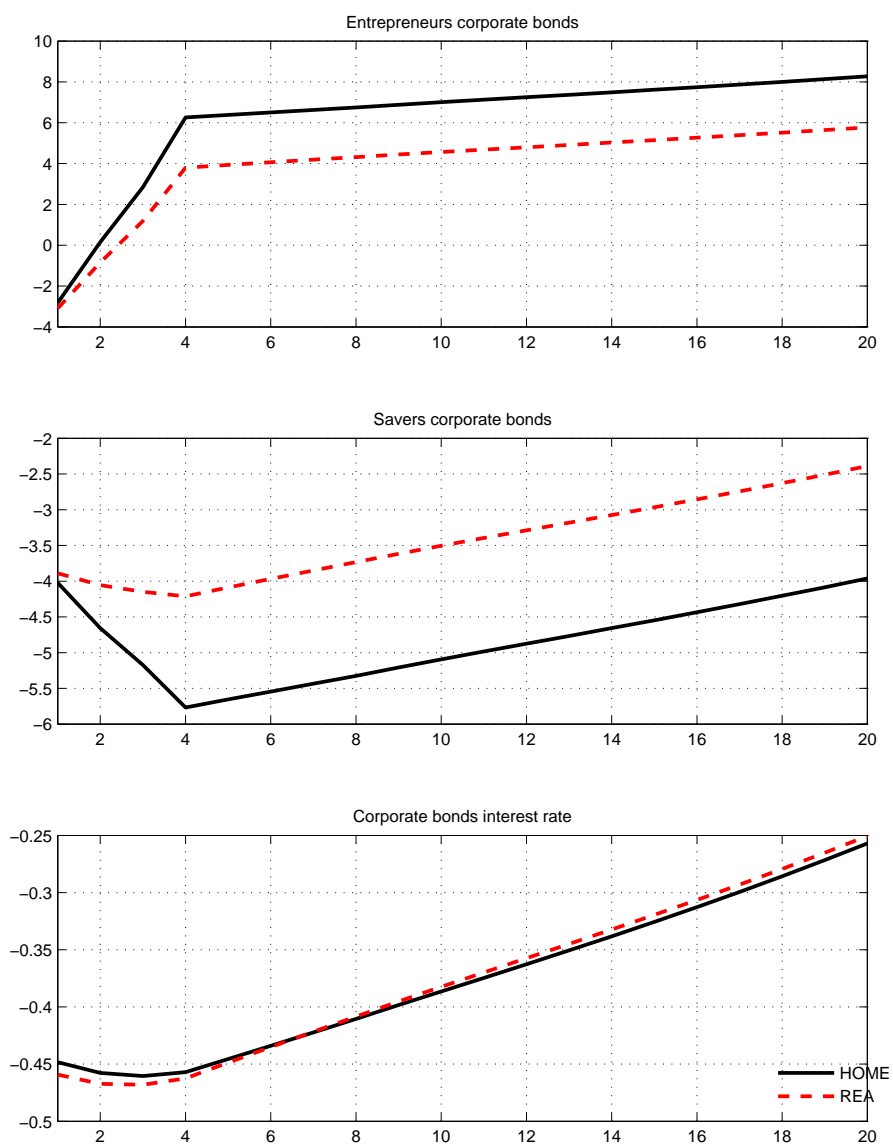 Entrepreneurs corporate bonds
10
8
6
4
2
0
−2
−4
2 4 6 8 10 12 14 16 18 20
Savers corporate bonds
−2
−2.5
−3
−3.5
−4
−4.5
−5
−5.5
−6
2 4 6 8 10 12 14 16 18 20
Corporate bonds interest rate
−0.25
−0.3
−0.35
−0.4
−0.45
HOME
REA
−0.5
2 4 6 8 10 12 14 16 18 20